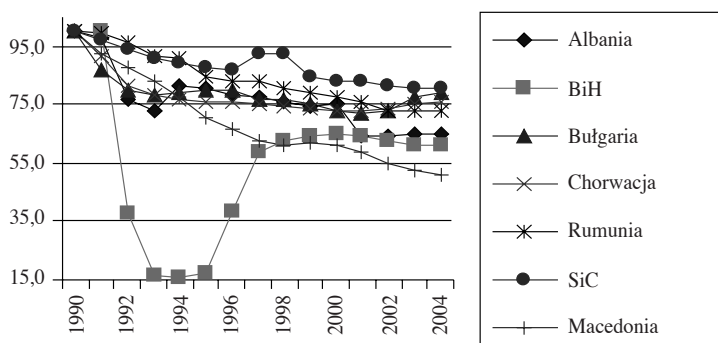 95,0
75,0
55,0
35,0
15,0
1990
1992
1994
1996
1998
2000
2002
2004
Albania
BiH
Bułgaria
Chorwacja
Rumunia
SiC
Macedonia